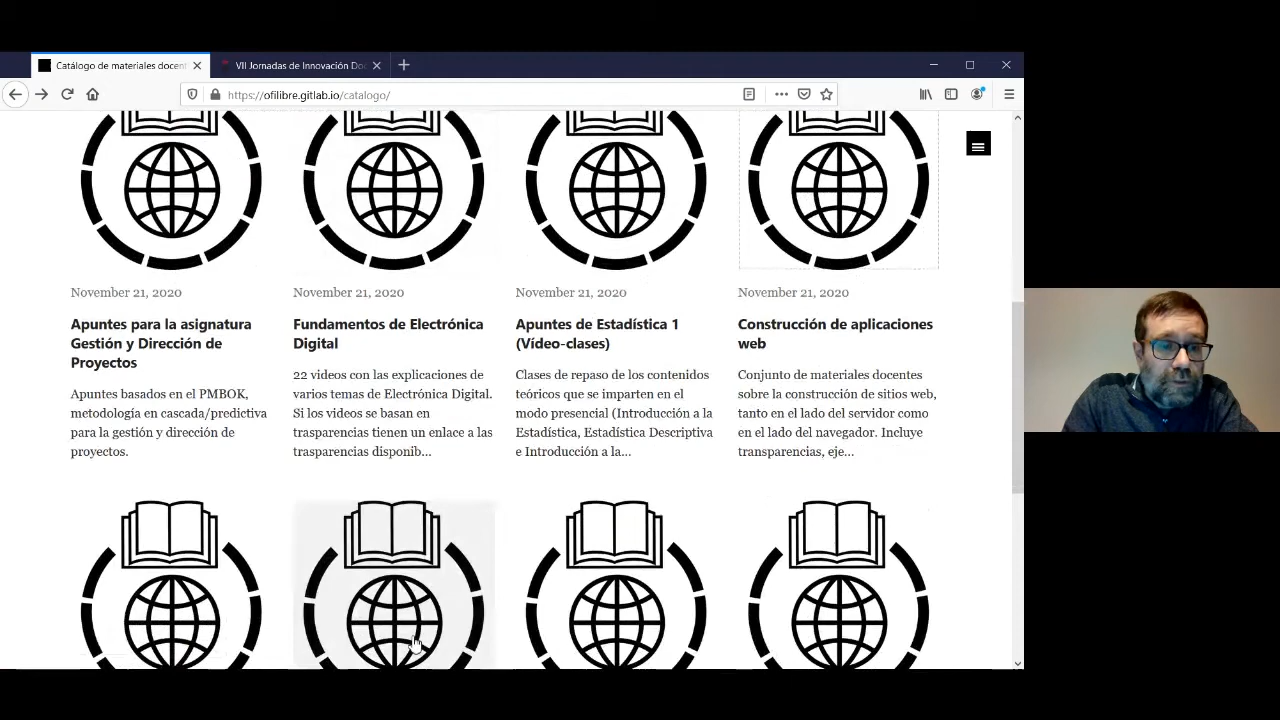 Catálogo de materiales docent
VII Jornadas de Innovación Doc
https://ofilibre.gitlab.io/catalogo/
November 21, 2020
Apuntes para la asignatura
Gestión y Dirección de
Proyectos
Apuntes basados en el PMBOK,
metodología en cascada/predictiva
para la gestión y dirección de
proyectos.
November 21, 2020
Fundamentos de Electrónica
Digital
22 videos con las explicaciones de
varios temas de Electrónica Digital.
Si los videos se basan en
trasparencias tienen un enlace a las
trasparencias disponib...
November 21, 2020
Apuntes de Estadística 1
(Vídeo-clases)
Clases de repaso de los contenidos
teóricos que se imparten en el
modo presencial (Introducción a la
Estadística, Estadística Descriptiva
e Introducción a la...
November 21, 2020
Construcción de aplicaciones
web
Conjunto de materiales docentes
sobre la construcción de sitios web,
tanto en el lado del servidor como
en el lado del navegador. Incluye
transparencias, eje...